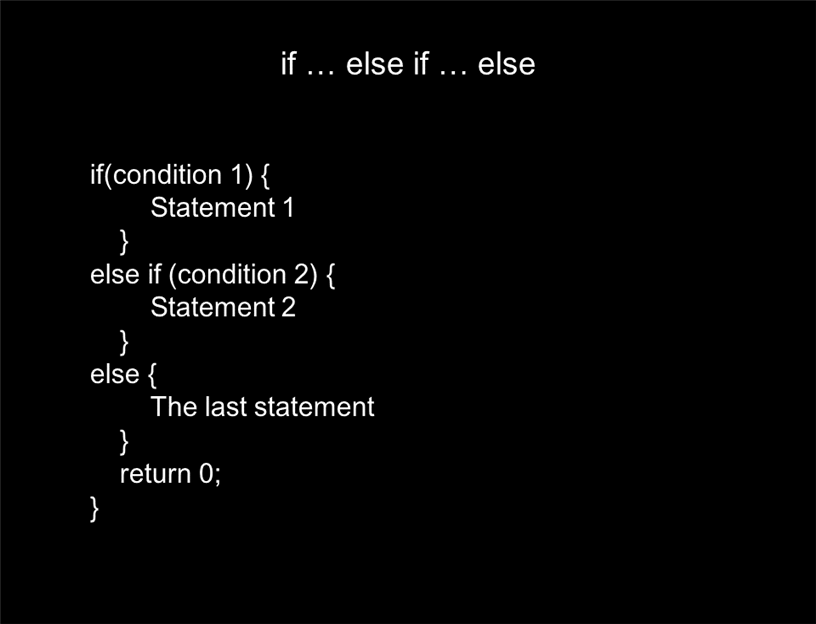 if … else if … else
if(condition 1) {
Statement 1
}
else if (condition 2) {
Statement 2
}
else {
The last statement
}
return 0;
}